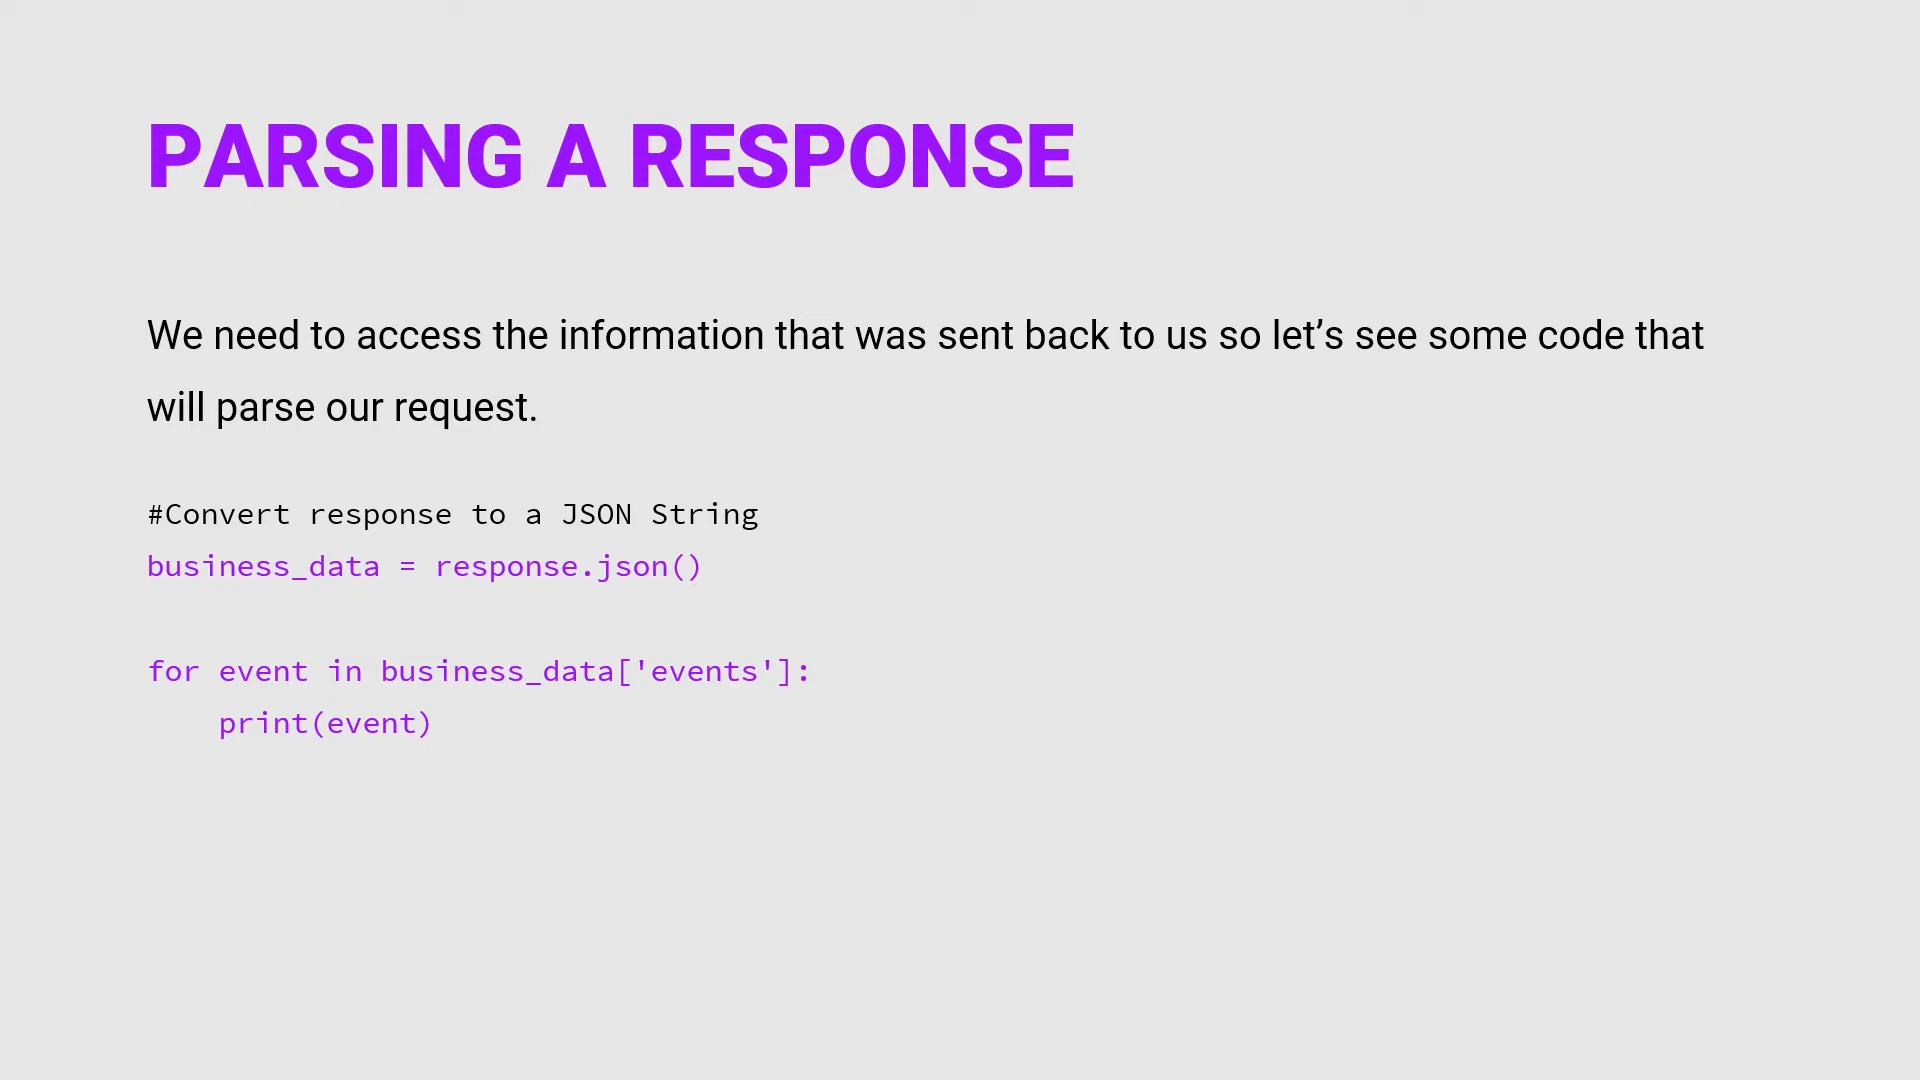 PARSING A RESPONSE
We need to access the information that was sent back to us so let’s see some code that
will parse our request.
#Convert response to a JSON String
business_data = response.json()
for event in business_data['events']:
    print(event)